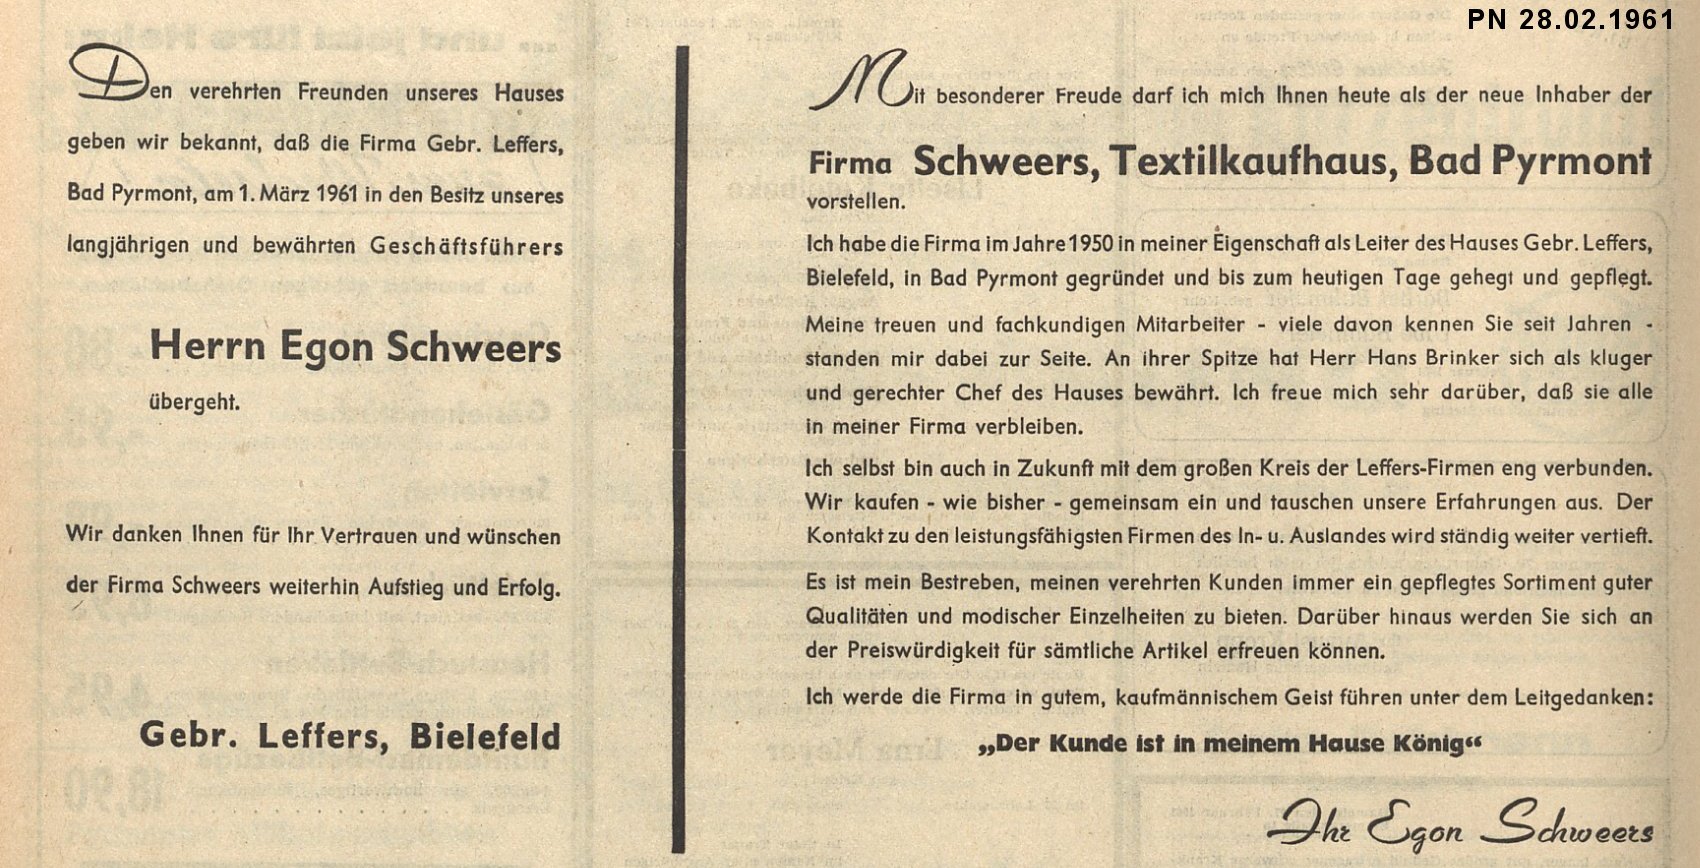 PN 28.02.1961
Den verehrten Freunden unseres Hauses
geben wir bekannt, daß die Firma Gebr. Leffers,
Bad Pyrmont, am 1. März 1961 in den Besitz unseres
langjährigen und bewährten Geschäftsführers
Herrn Egon Schweers
übergeht.
Wir danken Ihnen für Ihr Vertrauen und wünschen
der Firma Schweers weiterhin Aufstieg und Erfolg.
Gebr. Leffers, Bielefeld
Mit besonderer Freude darf ich mich Ihnen heute als der neue Inhaber der
Firma Schweers, Textilkaufhaus, Bad Pyrmont
vorstellen.
Ich habe die Firma im Jahre 1950 in meiner Eigenschaft als Leiter des Hauses Gebr. Leffers,
Bielefeld, in Bad Pyrmont gegründet und bis zum heutigen Tage gehegt und gepflegt.
Meine treuen und fachkundigen Mitarbeiter - viele davon kennen Sie seit Jahren -
standen mir dabei zur Seite. An ihrer Spitze hat Herr Hans Brinker sich als kluger
und gerechter Chef des Hauses bewährt. Ich freue mich sehr darüber, daß sie alle
in meiner Firma verbleiben.
Ich selbst bin auch in Zukunft mit dem großen Kreis der Leffers-Firmen eng verbunden.
Wir kaufen - wie bisher - gemeinsam ein und tauschen unsere Erfahrungen aus. Der
Kontakt zu den leistungsfähigsten Firmen des In- u. Auslandes wird ständig weiter vertieft.
Es ist mein Bestreben, meinen verehrten Kunden immer ein gepflegtes Sortiment guter
Qualitäten und modischer Einzelheiten zu bieten. Darüber hinaus werden Sie sich an
der Preiswürdigkeit für sämtliche Artikel erfreuen können.
Ich werde die Firma in gutem, kaufmännischem Geist führen unter dem Leitgedanken:
„Der Kunde ist in meinem Hause König“
Ihr Egon Schweers